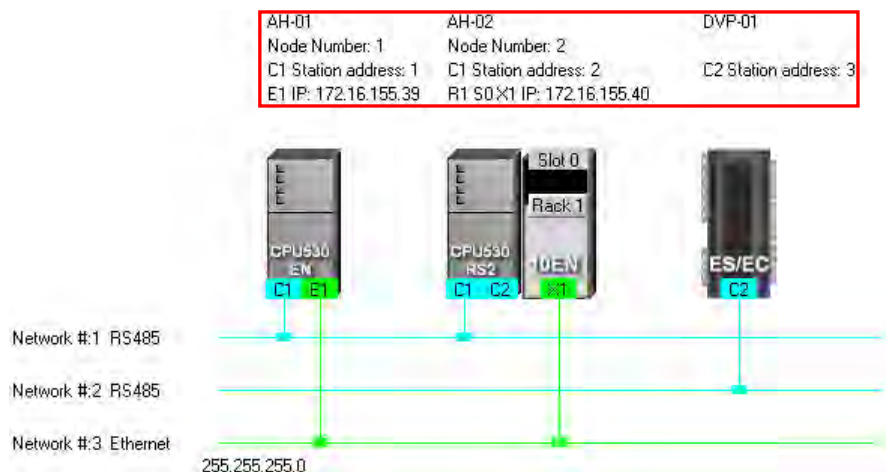 AH-01 AH-02 DVP-01
Node Number: 1 Node Number: 2
C1 Station address: 1 C1 Station address: 2 C2 Station address: 3
E1 IP: 172.16.155.39 R1 S0 X1 IP: 172.16.155.40
Slot 0
Rack 1
CPU530 EN
CPU530 RS2
10EN
ES/EC
C1 E1 C1 C2 X1 C2
Network #:1 RS485
Network #:2 RS485
Network #:3 Ethernet
255.255.255.0